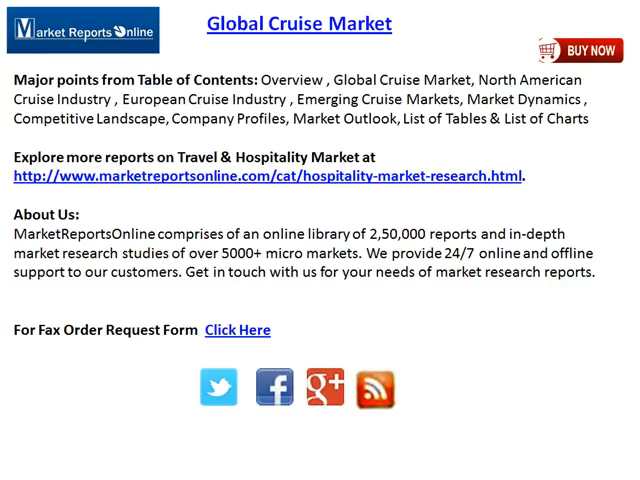 Market Reports Online
Global Cruise Market
BUY NOW
Major points from Table of Contents: Overview , Global Cruise Market, North American
Cruise Industry , European Cruise Industry , Emerging Cruise Markets, Market Dynamics ,
Competitive Landscape, Company Profiles, Market Outlook, List of Tables & List of Charts
Explore more reports on Travel & Hospitality Market at
http://www.marketreportsonline.com/cat/hospitality-market-research.html.
About Us:
MarketReportsOnline comprises of an online library of 2,50,000 reports and in-depth
market research studies of over 5000+ micro markets. We provide 24/7 online and offline
support to our customers. Get in touch with us for your needs of market research reports.
For Fax Order Request Form Click Here
f g+